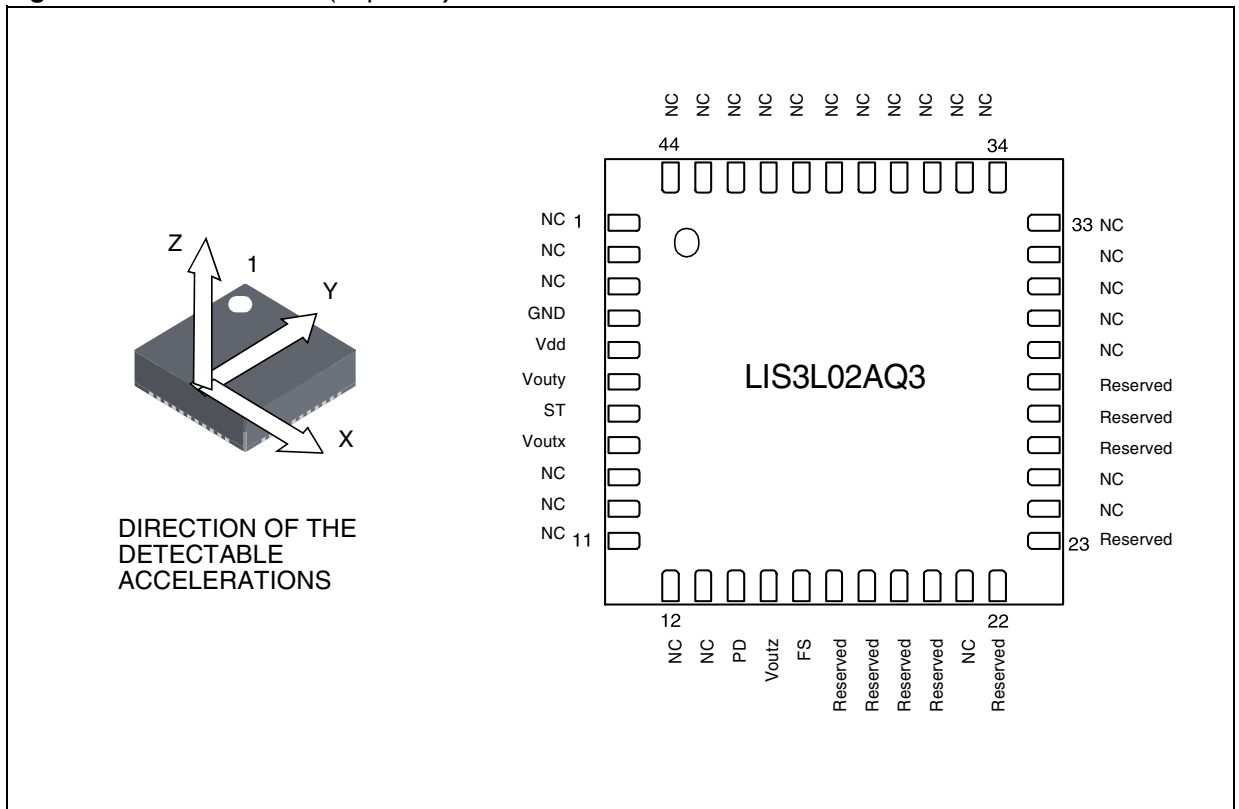 NC NC NC NC NC NC NC NC NC NC NC
44 34
NC 1
NC
NC
GND
Vdd
Vouty
ST
Voutx
NC
NC
NC 11
LIS3L02AQ3
33 NC
NC
NC
NC
NC
Reserved
Reserved
Reserved
NC
NC
23 Reserved
12 22
NC NC PD Voutz FS Reserved Reserved Reserved Reserved NC Reserved
Z
1
Y
X
DIRECTION OF THE
DETECTABLE
ACCELERATIONS